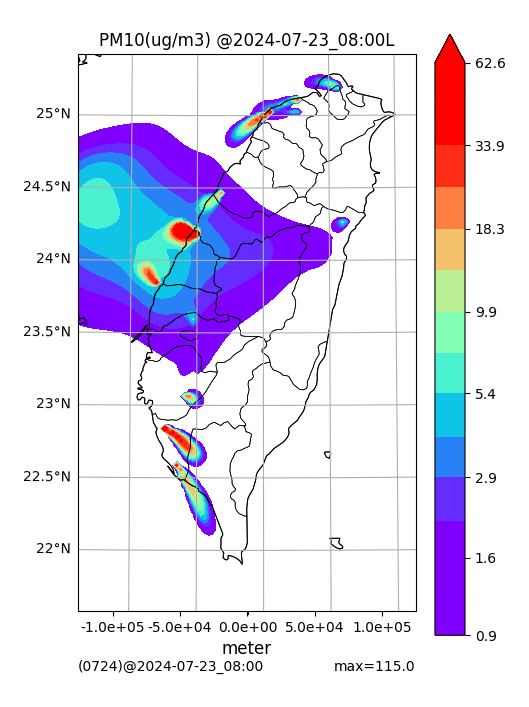 PM10(ug/m3) @2024-07-23_08:00L
62.6
33.9
18.3
9.9
5.4
2.9
1.6
0.9
25°N
24.5°N
24°N
23.5°N
23°N
22.5°N
22°N
-1.0e+05 -5.0e+04 0.0e+00 5.0e+04 1.0e+05
meter
(0724)@2024-07-23_08:00 max=115.0